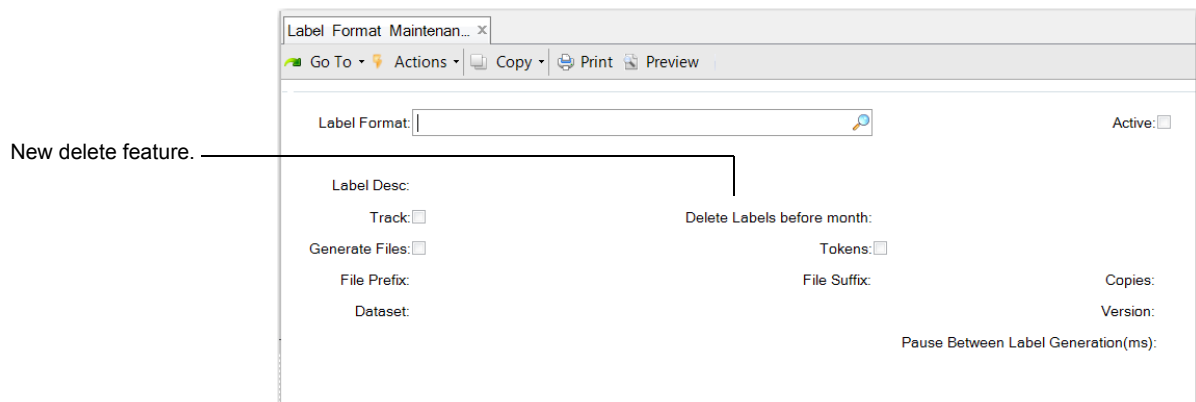 Label Format Maintenan...
Go To Actions Copy Print Preview
Label Format: Active:
New delete feature.
Label Desc:
Track: Delete Labels before month:
Generate Files: Tokens:
File Prefix: File Suffix: Copies:
Dataset: Version:
Pause Between Label Generation(ms):